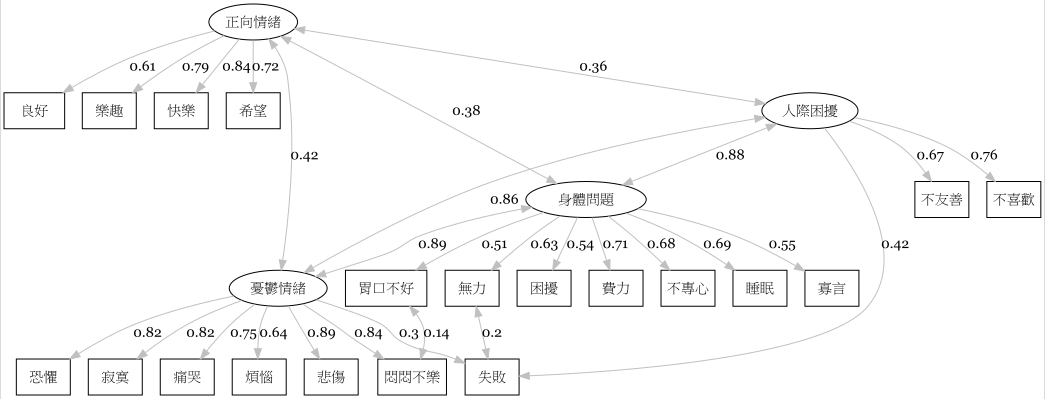 正向情緒
0.61
0.79
0.84
0.72
0.36
良好
樂趣
快樂
希望
人際困擾
0.38
0.42
0.88
0.67
0.76
0.86
身體問題
不友善
不喜歡
0.89
0.51
0.63
0.54
0.71
0.68
0.69
0.55
0.42
憂鬱情緒
胃口不好
無力
困擾
費力
不專心
睡眠
寡言
0.82
0.82
0.75
0.64
0.89
0.84
0.3
0.14
0.2
恐懼
寂寞
痛哭
煩惱
悲傷
悶悶不樂
失敗